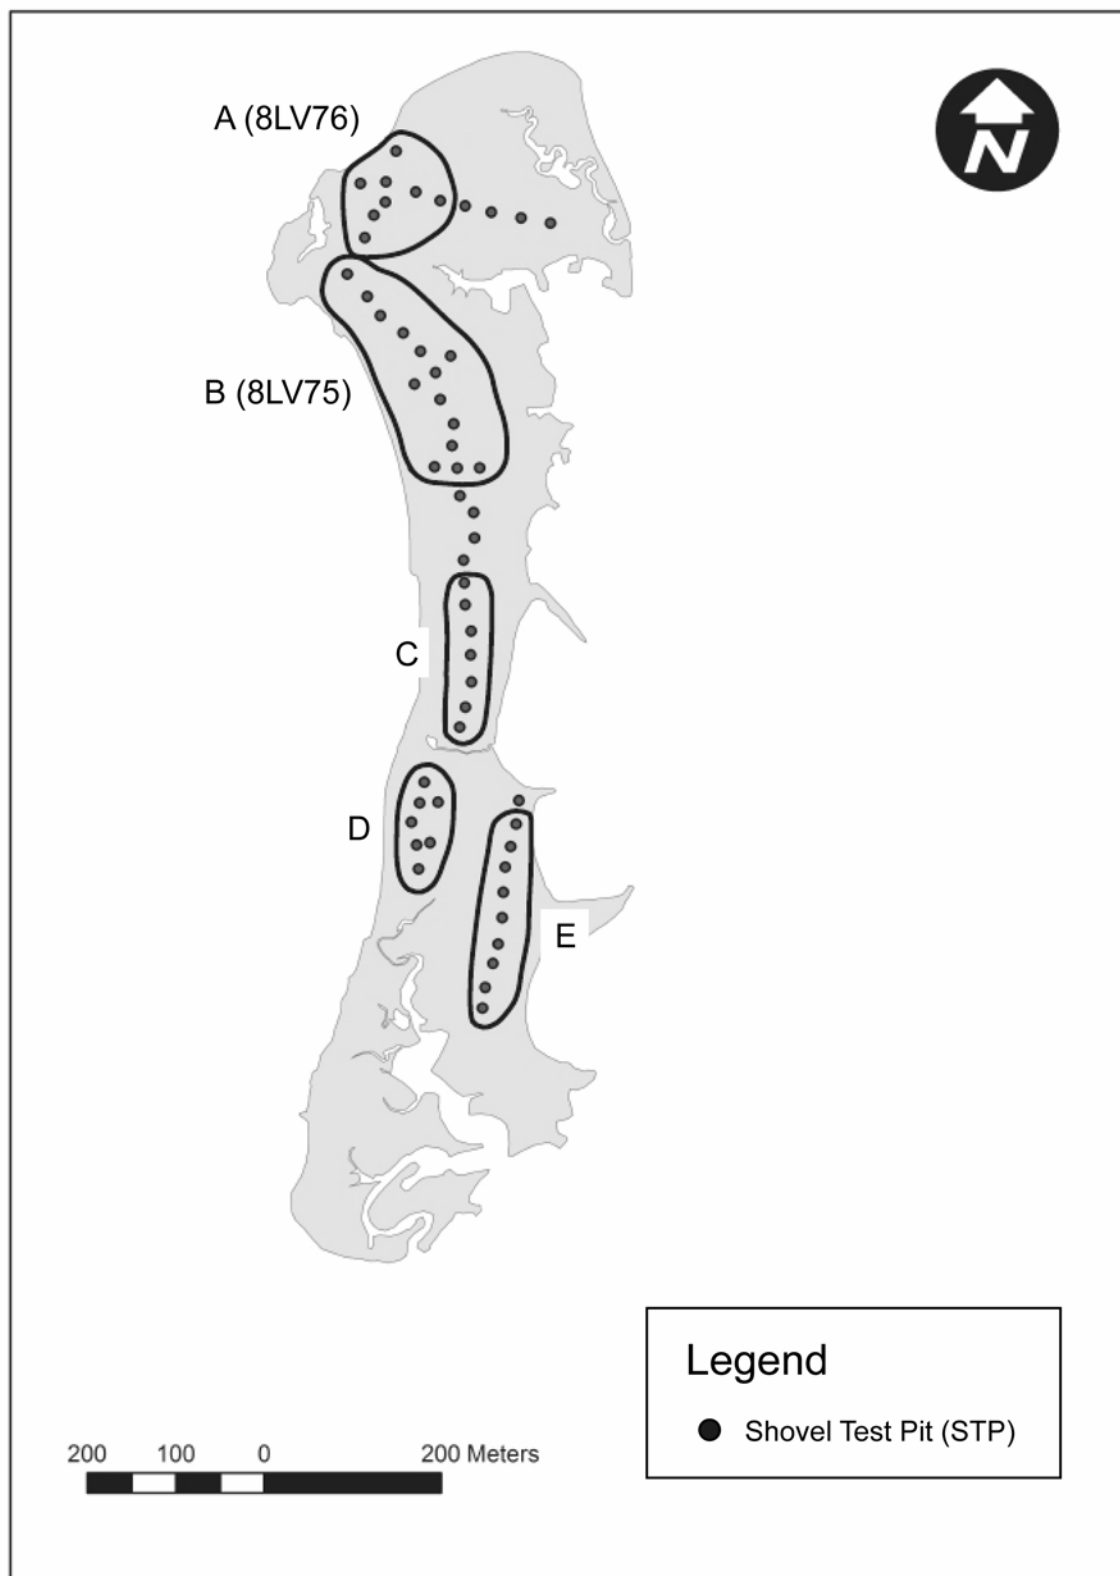 A (8LV76)
N
B (8LV75)
C
D
E
Legend
Shovel Test Pit (STP)
200 100 0 200 Meters